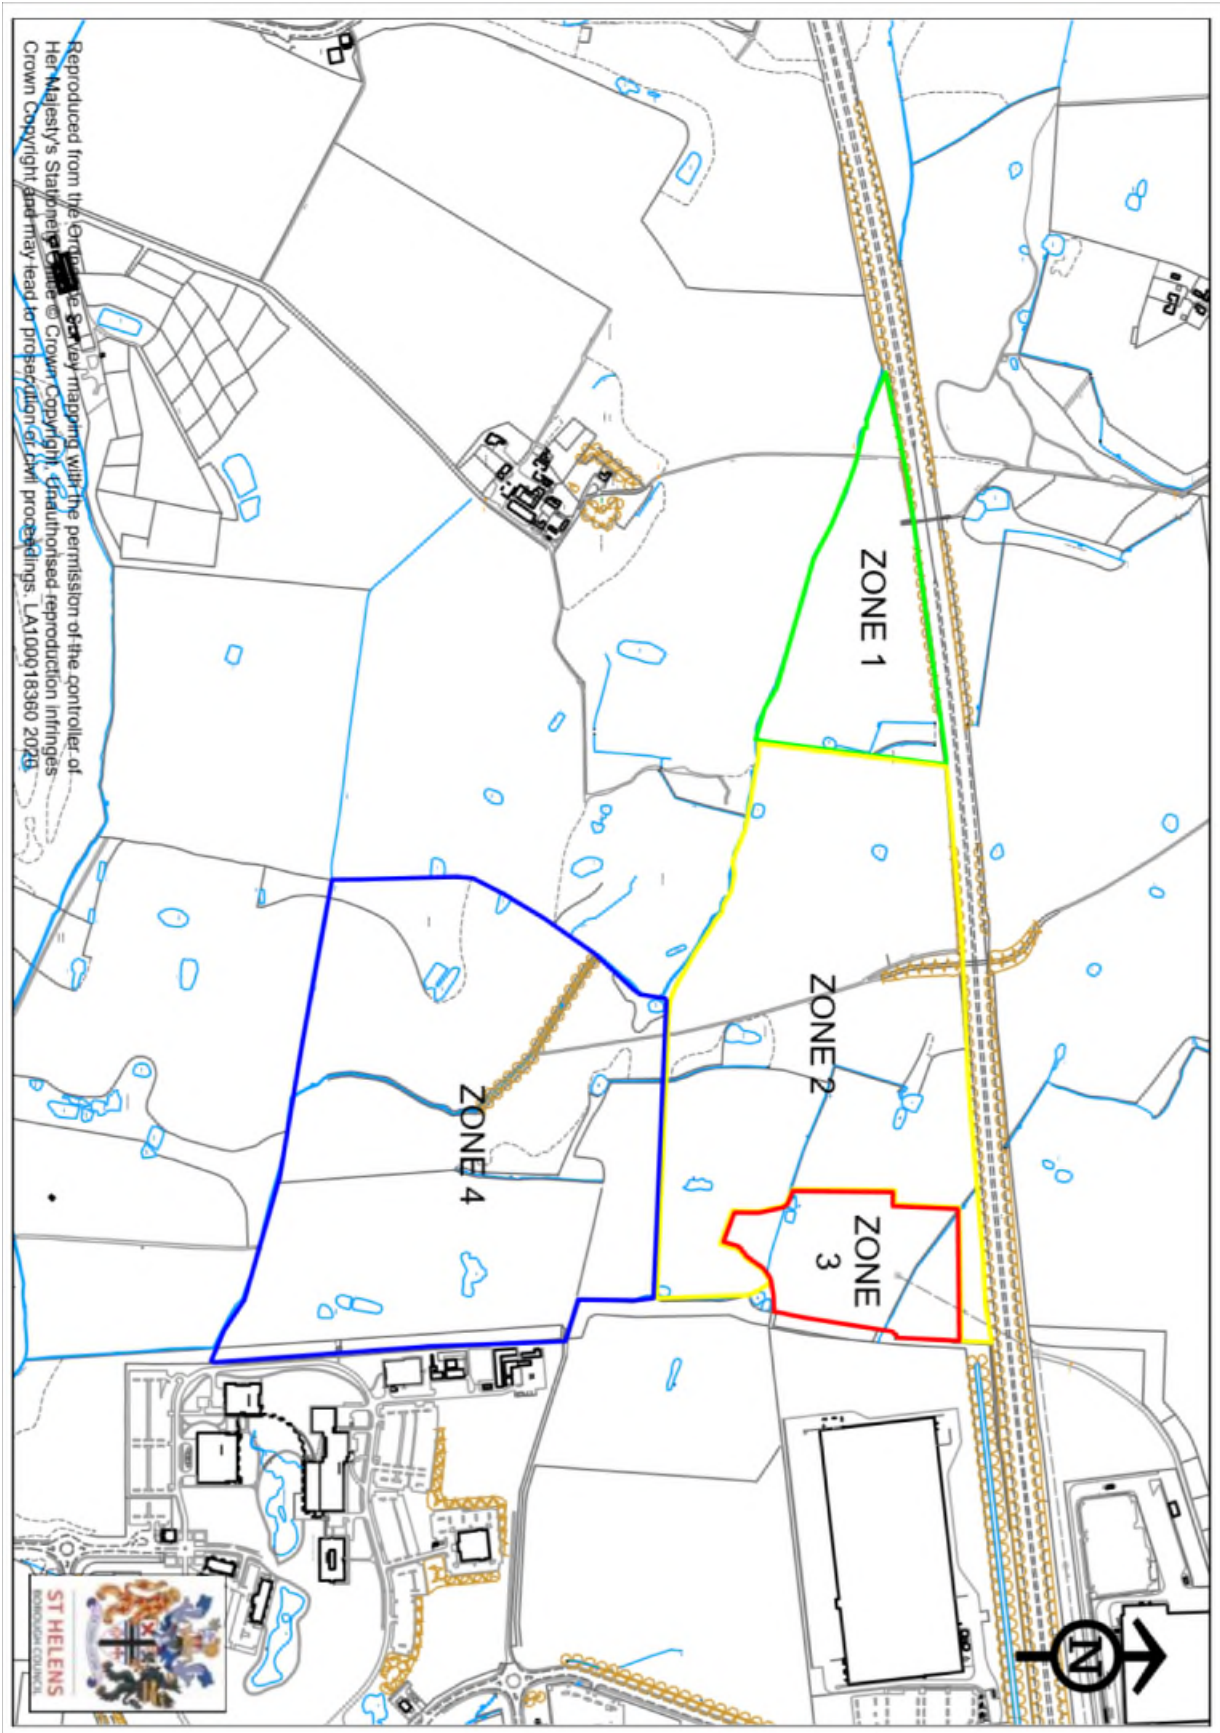 ZONE 1
ZONE 2
ZONE
3
ZONE 4
N
Reproduced from the Ordnance Survey mapping with the permission of the controller of
Her Majesty's Stationery Office © Crown Copyright. Unauthorised reproduction infringes
Crown Copyright and may lead to prosecution or civil proceedings. LA100018360 2020
ST HELENS
BOROUGH COUNCIL